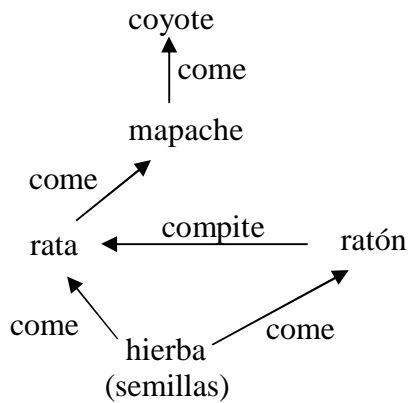 coyote
come
mapache
come
compite
rata
ratón
come
come
hierba
(semillas)